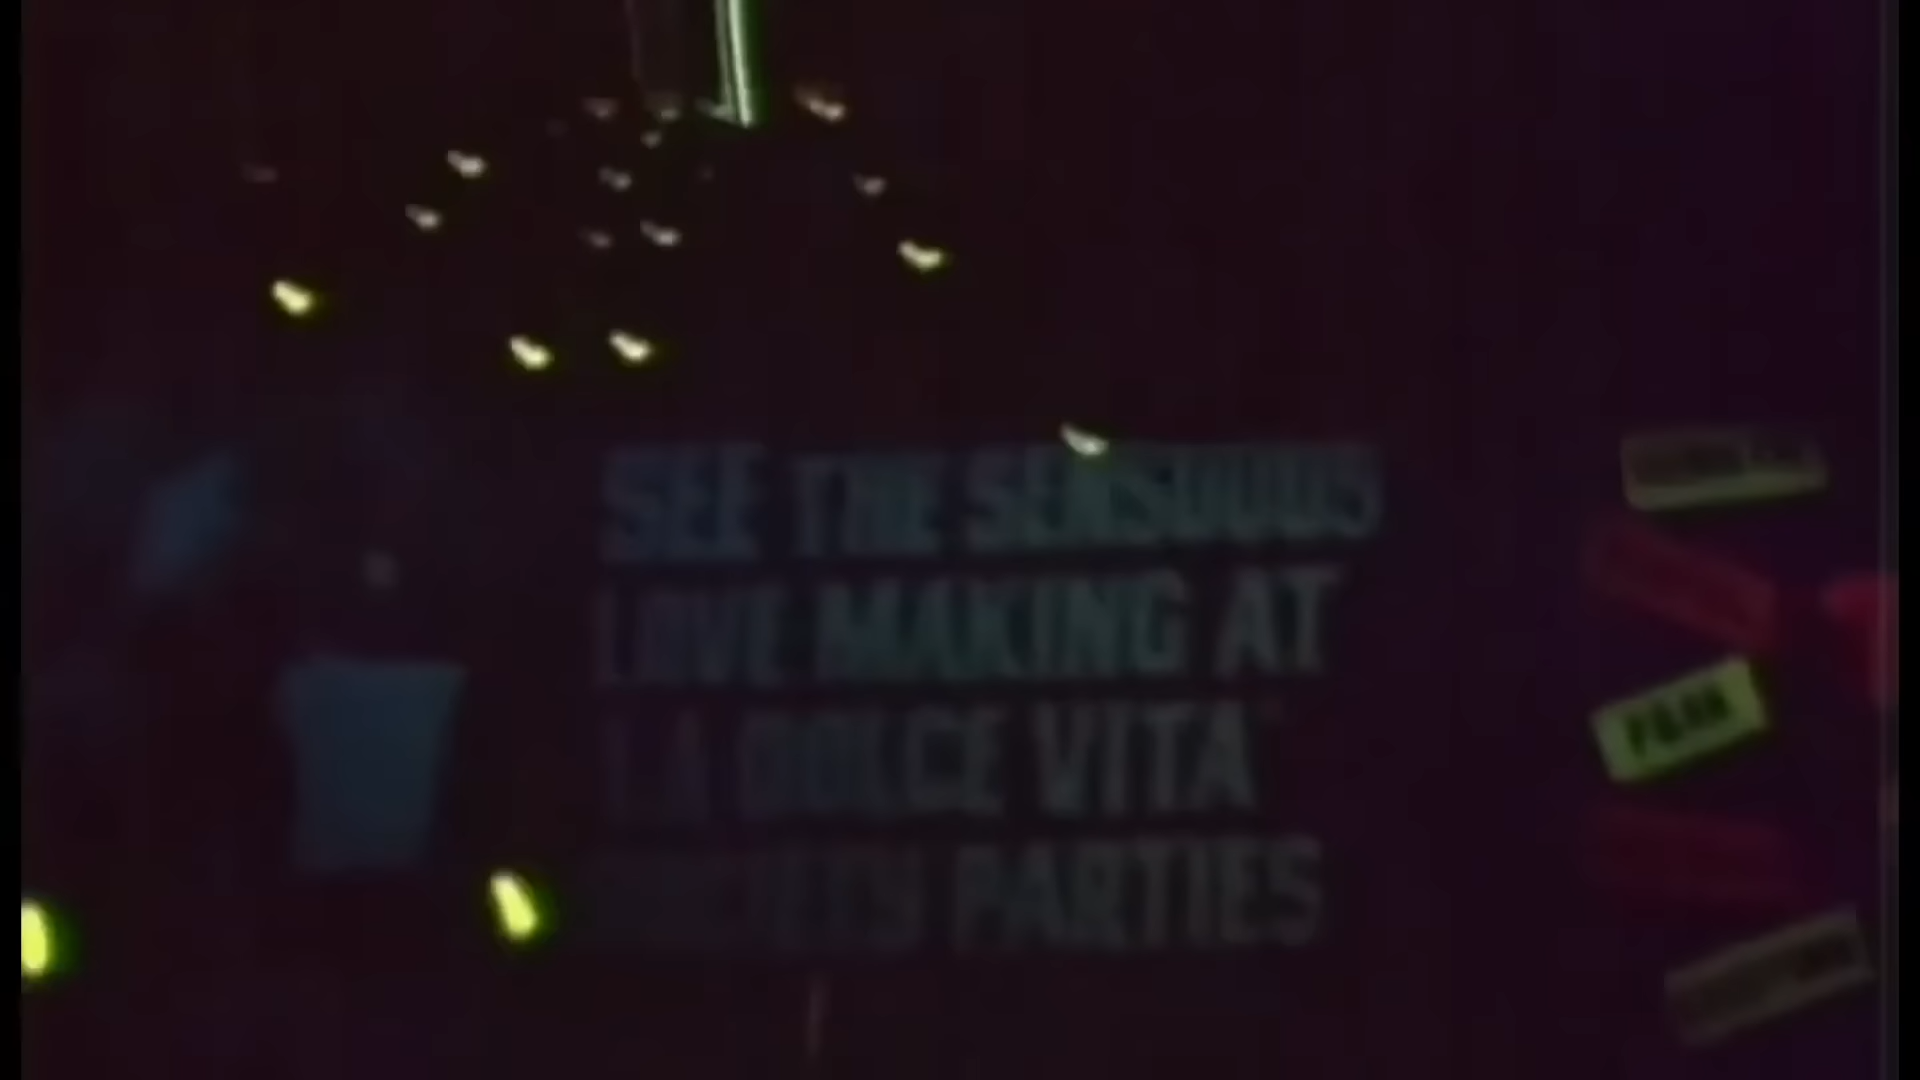 SEE THE SENSUOUS
LOVE MAKING AT
LA DOLCE VITA
PARTIES